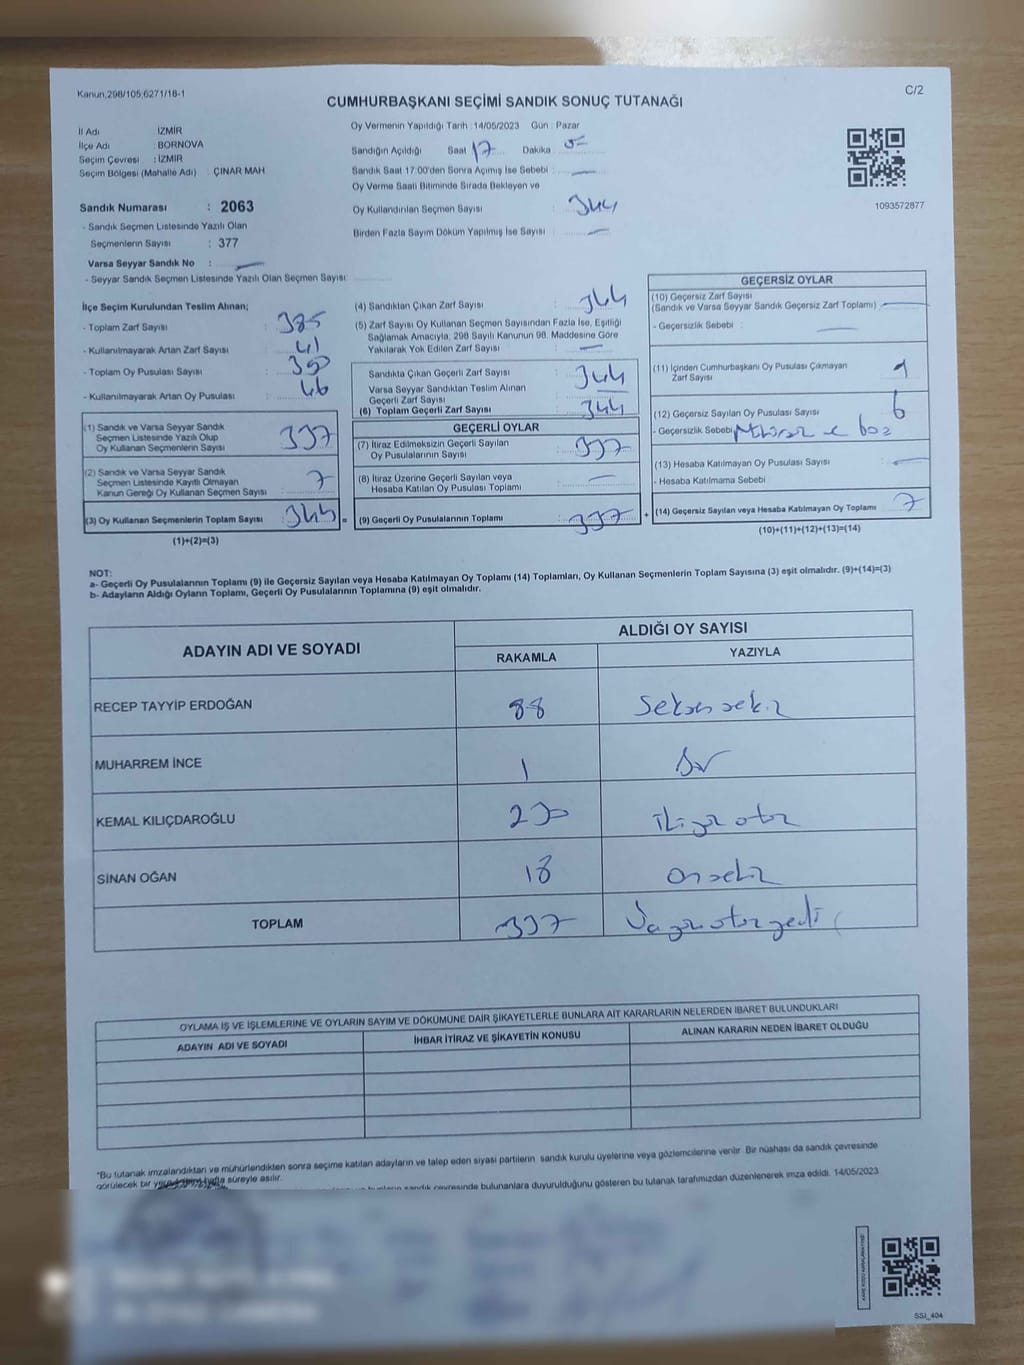 Kanun,298/105,6271/18-1
C/2
CUMHURBAŞKANI SEÇİMİ SANDIK SONUÇ TUTANAĞI
İl Adı : İZMİR
İlçe Adı : BORNOVA
Seçim Çevresi : İZMİR
Seçim Bölgesi (Mahalle Adı) : ÇINAR MAH
Sandık Numarası : 2063
- Sandık Seçmen Listesinde Yazılı Olan
Seçmenlerin Sayısı : 377
Varsa Seyyar Sandık No : —
- Seyyar Sandık Seçmen Listesinde Yazılı Olan Seçmen Sayısı:
Oy Vermenin Yapıldığı Tarih : 14/05/2023 Gün : Pazar
Sandığın Açıldığı Saat 17 Dakika
Sandık Saat 17:00'den Sonra Açımış İse Sebebi : —
Oy Verme Saati Bitiminde Sırada Bekleyen ve
Oy Kullandırılan Seçmen Sayısı : 344
Birden Fazla Sayım Döküm Yapılmış İse Sayısı : —
1093572877
İlçe Seçim Kurulundan Teslim Alınan;
- Toplam Zarf Sayısı : 385
- Kullanılmayarak Artan Zarf Sayısı : 41
- Toplam Oy Pusulası Sayısı :
- Kullanılmayarak Artan Oy Pusulası : 46
(1) Sandık ve Varsa Seyyar Sandık
Seçmen Listesinde Yazılı Olup
Oy Kullanan Seçmenlerin Sayısı : 337
(2) Sandık ve Varsa Seyyar Sandık
Seçmen Listesinde Kayıtlı Olmayan
Kanun Gereği Oy Kullanan Seçmen Sayısı : 7
(3) Oy Kullanan Seçmenlerin Toplam Sayısı : 344 =
(1)+(2)=(3)
(4) Sandıktan Çıkan Zarf Sayısı : 344
(5) Zarf Sayısı Oy Kullanan Seçmen Sayısından Fazla İse, Eşitliği
Sağlamak Amacıyla, 298 Sayılı Kanunun 98. Maddesine Göre
Yakılarak Yok Edilen Zarf Sayısı : —
Sandıkta Çıkan Geçerli Zarf Sayısı : 344
Varsa Seyyar Sandıktan Teslim Alınan
Geçerli Zarf Sayısı : —
(6) Toplam Geçerli Zarf Sayısı : 344
GEÇERLİ OYLAR
(7) İtiraz Edilmeksizin Geçerli Sayılan
Oy Pusulalarının Sayısı : 337
(8) İtiraz Üzerine Geçerli Sayılan veya
Hesaba Katılan Oy Pusulası Toplamı : —
(9) Geçerli Oy Pusulalarının Toplamı : 337 +
GEÇERSİZ OYLAR
(10) Geçersiz Zarf Sayısı
(Sandık ve Varsa Seyyar Sandık Geçersiz Zarf Toplamı) : —
- Geçersizlik Sebebi : —
(11) İçinden Cumhurbaşkanı Oy Pusulası Çıkmayan
Zarf Sayısı : 1
(12) Geçersiz Sayılan Oy Pusulası Sayısı : 6
- Geçersizlik Sebebi
(13) Hesaba Katılmayan Oy Pusulası Sayısı : —
- Hesaba Katılmama Sebebi
(14) Geçersiz Sayılan veya Hesaba Katılmayan Oy Toplamı : 7
(10)+(11)+(12)+(13)=(14)
NOT:
a- Geçerli Oy Pusulalarının Toplamı (9) ile Geçersiz Sayılan veya Hesaba Katılmayan Oy Toplamı (14) Toplamları, Oy Kullanan Seçmenlerin Toplam Sayısına (3) eşit olmalıdır. (9)+(14)=(3)
b- Adayların Aldığı Oyların Toplamı, Geçerli Oy Pusulalarının Toplamına (9) eşit olmalıdır.
ADAYIN ADI VE SOYADI
ALDIĞI OY SAYISI
RAKAMLA YAZIYLA
RECEP TAYYİP ERDOĞAN 88 Seksensekiz
MUHARREM İNCE 1 Bir
KEMAL KILIÇDAROĞLU 230 ikiyüz otuz
SİNAN OĞAN 18 onsekiz
TOPLAM 337 Üçyüz otuz yedi
OYLAMA İŞ VE İŞLEMLERİNE VE OYLARIN SAYIM VE DÖKÜMÜNE DAİR ŞİKAYETLERLE BUNLARA AİT KARARLARIN NELERDEN İBARET BULUNDUKLARI
ADAYIN ADI VE SOYADI İHBAR İTİRAZ VE ŞİKAYETİN KONUSU ALINAN KARARIN NEDEN İBARET OLDUĞU
*Bu tutanak imzalandıktan ve mühürlendikten sonra seçime katılan adayların ve talep eden siyasi partilerin sandık kurulu üyelerine veya gözlemcilerine verilir. Bir nüshası da sandık çevresinde
görülecek bir yere bir hafta süreyle asılır.
sandık çevresinde bulunanlara duyurulduğunu gösteren bu tutanak tarafımızdan düzenlenerek imza edildi. 14/05/2023
SSI_404